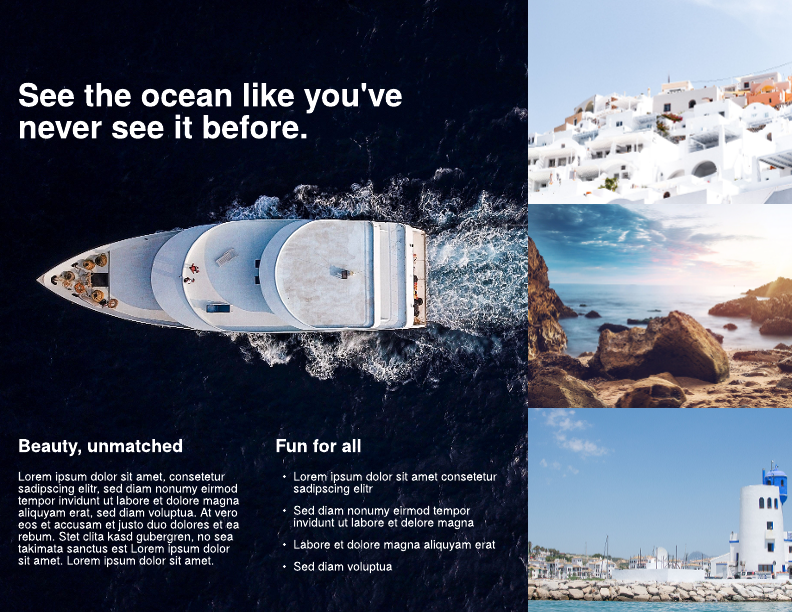 See the ocean like you've
never see it before.
Beauty, unmatched
Lorem ipsum dolor sit amet, consetetur
sadipscing elitr, sed diam nonumy eirmod
tempor invidunt ut labore et dolore magna
aliquyam erat, sed diam voluptua. At vero
eos et accusam et justo duo dolores et ea
rebum. Stet clita kasd gubergren, no sea
takimata sanctus est Lorem ipsum dolor
sit amet. Lorem ipsum dolor sit amet.
Fun for all
• Lorem ipsum dolor sit amet consetetur
sadipscing elitr
• Sed diam nonumy eirmod tempor
invidunt ut labore et delore magna
• Labore et dolore magna aliquyam erat
• Sed diam voluptua